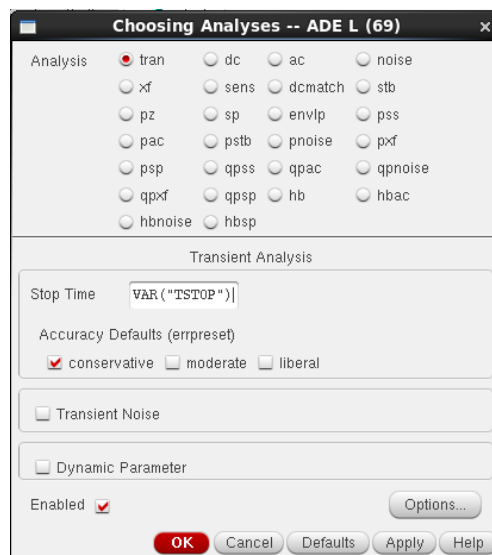 Choosing Analyses -- ADE L (69)
Analysis tran dc ac noise
xf sens dcmatch stb
pz sp envlp pss
pac pstb pnoise pxf
psp qpss qpac qpnoise
qpxf qpsp hb hbac
hbnoise hbsp
Transient Analysis
Stop Time VAR("TSTOP")
Accuracy Defaults (errpreset)
conservative moderate liberal
Transient Noise
Dynamic Parameter
Enabled Options...
OK Cancel Defaults Apply Help